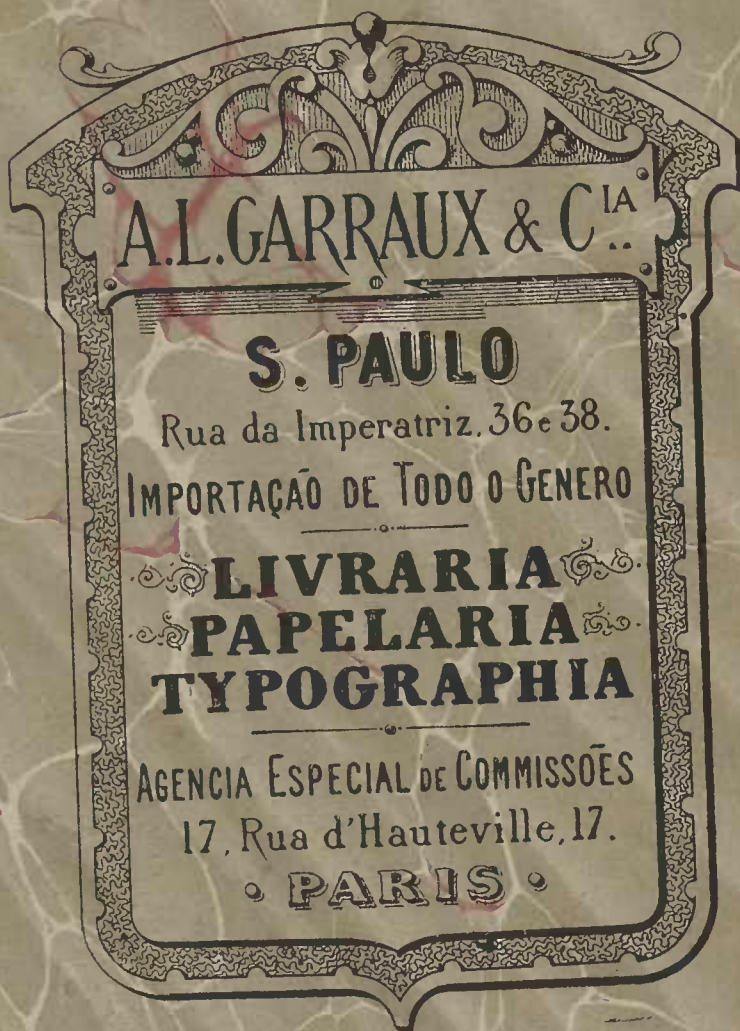 A.L.GARRAUX & CIA..
S. PAULO
Rua da Imperatriz, 36 e 38.
IMPORTAÇÃO DE TODO O GENERO
LIVRARIA
PAPELARIA
TYPOGRAPHIA
AGENCIA ESPECIAL DE COMMISSÕES
17, Rua d'Hauteville, 17.
PARIS